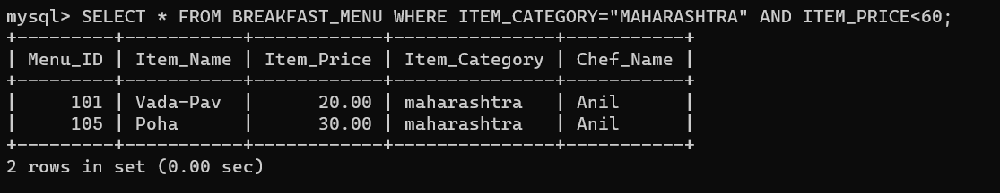 mysql> SELECT * FROM BREAKFAST_MENU WHERE ITEM_CATEGORY="MAHARASHTRA" AND ITEM_PRICE<60;
+---------+-----------+------------+---------------+-----------+
| Menu_ID | Item_Name | Item_Price | Item_Category | Chef_Name |
+---------+-----------+------------+---------------+-----------+
|     101 | Vada-Pav  |      20.00 | maharashtra   | Anil      |
|     105 | Poha      |      30.00 | maharashtra   | Anil      |
+---------+-----------+------------+---------------+-----------+
2 rows in set (0.00 sec)